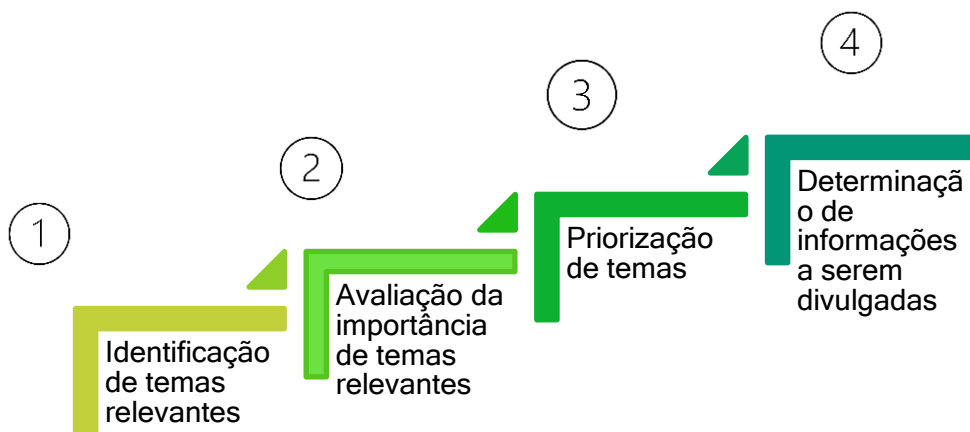 1
Identificação
de temas
relevantes
2
Avaliação da
importância
de temas
relevantes
3
Priorização
de temas
4
Determinaçã
o de
informações
a serem
divulgadas